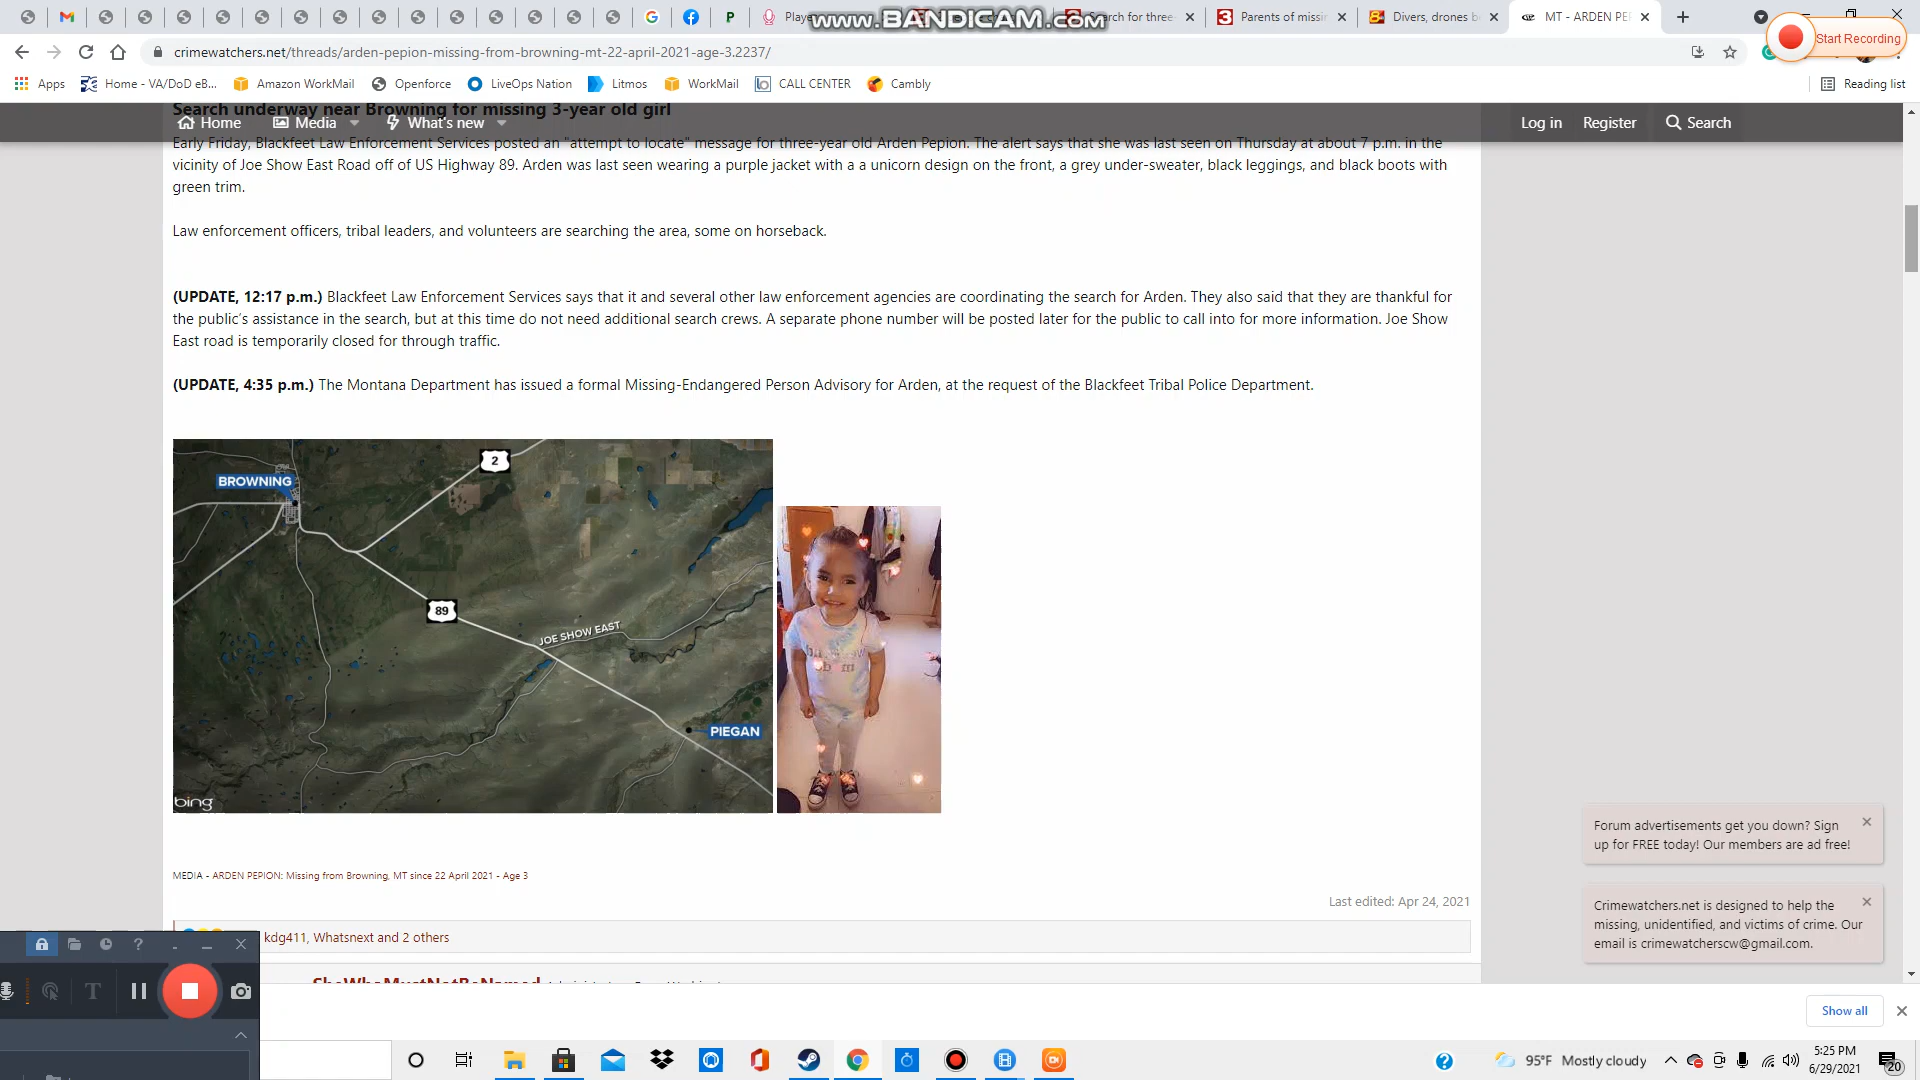 Player
www.BANDICAM.com
Search for three
Parents of missi
Divers, drones b
MT - ARDEN PE
Start Recording
crimewatchers.net/threads/arden-pepion-missing-from-browning-mt-22-april-2021-age-3.2237/
Apps
Home - VA/DoD eB...
Amazon WorkMail
Openforce
LiveOps Nation
Litmos
WorkMail
CALL CENTER
Cambly
Reading list
Search underway near Browning for missing 3-year old girl
Home
Media
What's new
Log in
Register
Search
Early Friday, Blackfeet Law Enforcement Services posted an "attempt to locate" message for three-year old Arden Pepion. The alert says that she was last seen on Thursday at about 7 p.m. in the
vicinity of Joe Show East Road off of US Highway 89. Arden was last seen wearing a purple jacket with a a unicorn design on the front, a grey under-sweater, black leggings, and black boots with
green trim.
Law enforcement officers, tribal leaders, and volunteers are searching the area, some on horseback.
(UPDATE, 12:17 p.m.) Blackfeet Law Enforcement Services says that it and several other law enforcement agencies are coordinating the search for Arden. They also said that they are thankful for
the public's assistance in the search, but at this time do not need additional search crews. A separate phone number will be posted later for the public to call into for more information. Joe Show
East road is temporarily closed for through traffic.
(UPDATE, 4:35 p.m.) The Montana Department has issued a formal Missing-Endangered Person Advisory for Arden, at the request of the Blackfeet Tribal Police Department.
2
BROWNING
89
JOE SHOW EAST
PIEGAN
bing
MEDIA - ARDEN PEPION: Missing from Browning, MT since 22 April 2021 - Age 3
Last edited: Apr 24, 2021
kdg411, Whatsnext and 2 others
SheWhoMustNotBeNamed
Forum advertisements get you down? Sign
up for FREE today! Our members are ad free!
Crimewatchers.net is designed to help the
missing, unidentified, and victims of crime. Our
email is crimewatcherscw@gmail.com.
Show all
95°F Mostly cloudy
5:25 PM
6/29/2021
20